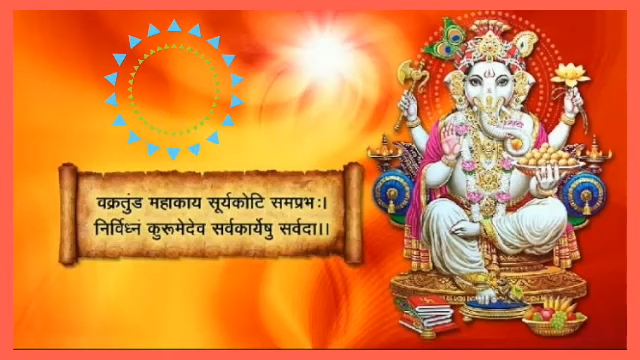 वक्रतुंड महाकाय सूर्यकोटि समप्रभः।
निर्विध्नं कुरूमेदेव सर्वकार्येषु सर्वदा।।